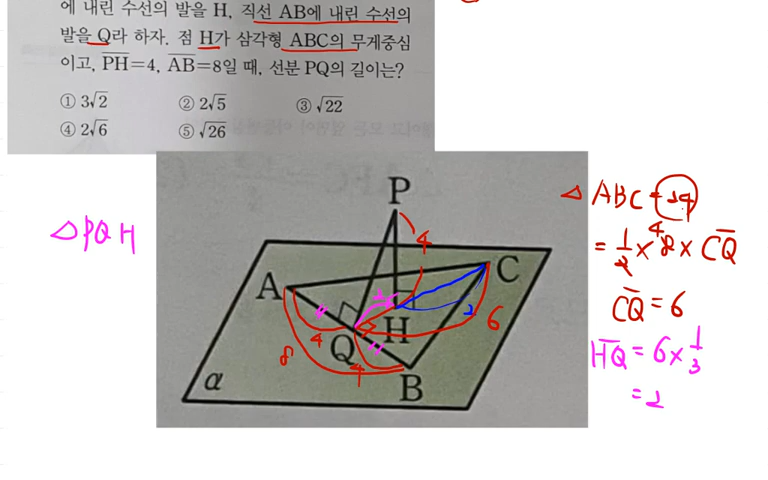 에 내린 수선의 발을 H, 직선 AB에 내린 수선의
발을 Q라 하자. 점 H가 삼각형 ABC의 무게중심
이고, PH=4, AB=8일 때, 선분 PQ의 길이는?
① 3√2 ② 2√5 ③ √22
④ 2√6 ⑤ √26
△PQH
P
4
A
C
H
2
6
4
Q
8
4
B
α
△ABC=24
=1/2×8×CQ
4
CQ=6
HQ=6×1/3
=2